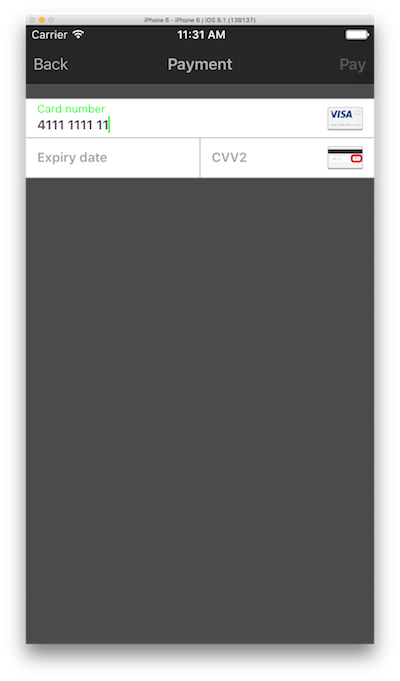 iPhone 6 - iPhone 6 / iOS 9.1 (13B137)
Carrier 11:31 AM
Back Payment Pay
Card number
4111 1111 11
VISA
Expiry date CVV2